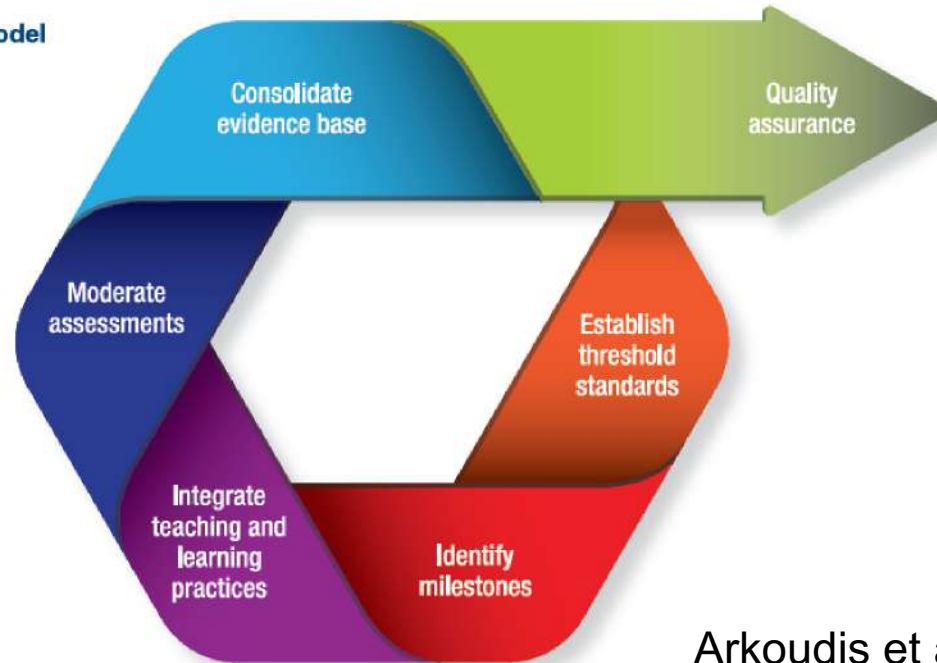 Consolidate
evidence base
Quality
assurance
Moderate
assessments
Establish
threshold
standards
Integrate
teaching and
learning
practices
Identify
milestones
Arkoudis et